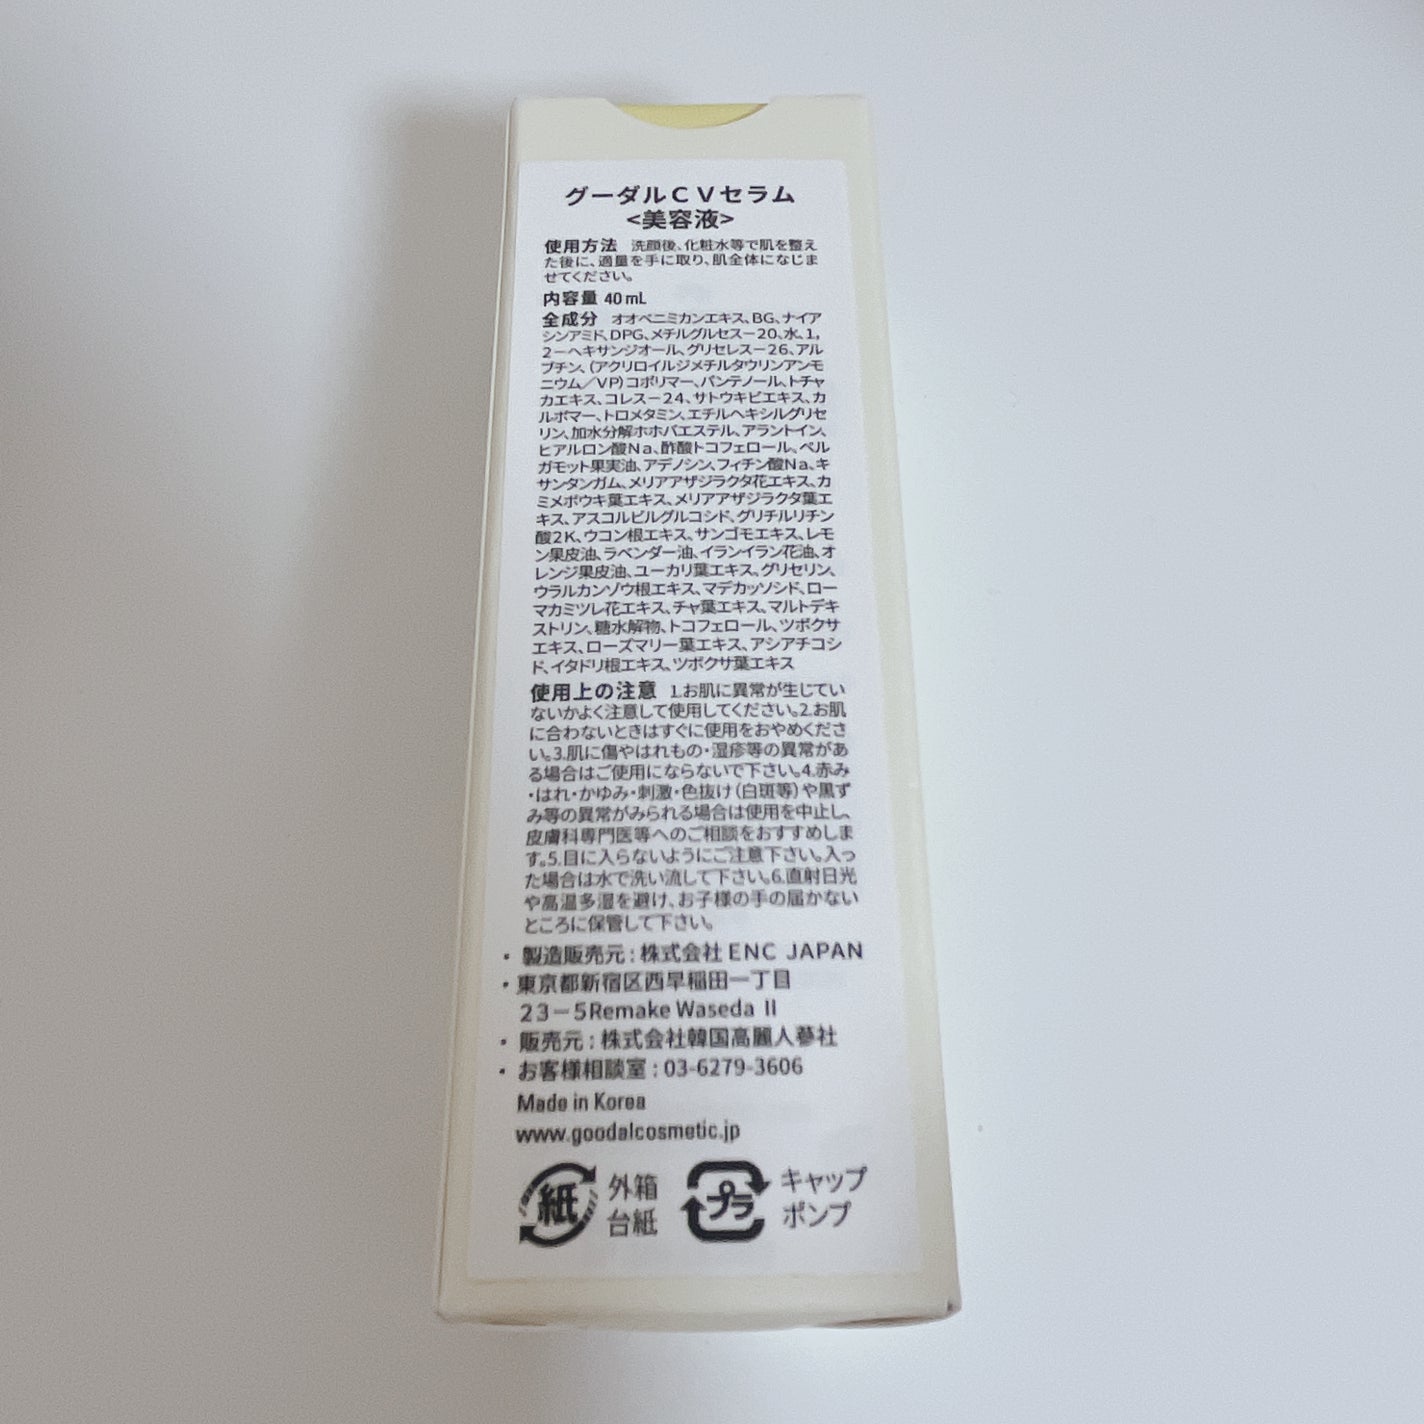 グーダルCVセラム
<美容液>
使用方法 洗顔後、化粧水等で肌を整え
た後に、適量を手に取り、肌全体になじま
せてください。
内容量 40mL
全成分 オオベニミカンエキス、BG、ナイア
シンアミド、DPG、メチルグルセス－20、水、1,
2－ヘキサンジオール、グリセレス－26、アル
ブチン、(アクリロイルジメチルタウリンアンモ
ニウム／VP)コポリマー、パンテノール、トチャ
カエキス、コレス－24、サトウキビエキス、カ
ルボマー、トロメタミン、エチルヘキシルグリセ
リン、加水分解ホホバエステル、アラントイン、
ヒアルロン酸Na、酢酸トコフェロール、ベル
ガモット果実油、アデノシン、フィチン酸Na、キ
サンタンガム、メリアアザジラクタ花エキス、カ
ミメボウキ葉エキス、メリアアザジラクタ葉エ
キス、アスコルビルグルコシド、グリチルリチン
酸2K、ウコン根エキス、サンゴモエキス、レモ
ン果皮油、ラベンダー油、イランイラン花油、オ
レンジ果皮油、ユーカリ葉エキス、グリセリン、
ウラルカンゾウ根エキス、マデカッソシド、ロー
マカミツレ花エキス、チャ葉エキス、マルトデキ
ストリン、糖水解物、トコフェロール、ツボクサ
エキス、ローズマリー葉エキス、アシアチコシ
ド、イタドリ根エキス、ツボクサ葉エキス
使用上の注意 1.お肌に異常が生じてい
ないかよく注意して使用してください。2.お肌
に合わないときはすぐに使用をおやめくださ
い。3.肌に傷やはれもの・湿疹等の異常があ
る場合はご使用にならないで下さい。4.赤み
・はれ・かゆみ・刺激・色抜け(白斑等)や黒ず
み等の異常がみられる場合は使用を中止し、
皮膚科専門医等へのご相談をおすすめしま
す。5.目に入らないようにご注意下さい。入っ
た場合は水で洗い流して下さい。6.直射日光
や高温多湿を避け、お子様の手の届かない
ところに保管して下さい。
・製造販売元：株式会社 ENC JAPAN
・東京都新宿区西早稲田一丁目
23－5Remake Waseda II
・販売元：株式会社韓国高麗人蔘社
・お客様相談室：03-6279-3606
Made in Korea
www.goodalcosmetic.jp
紙 外箱
台紙
プラ キャップ
ポンプ